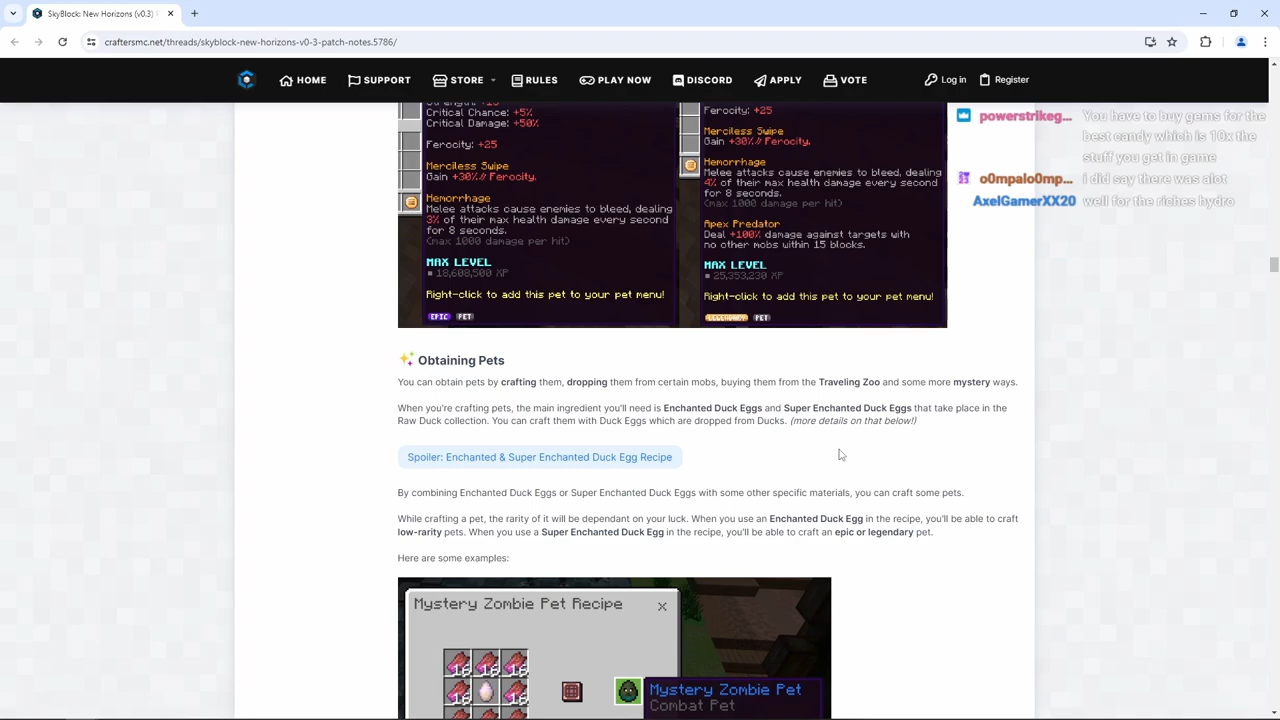 SkyBlock: New Horizons (v0.3)
craftersmc.net/threads/skyblock-new-horizons-v0-3-patch-notes.5786/
HOME SUPPORT STORE RULES PLAY NOW DISCORD APPLY VOTE Log in Register
Critical Chance: +5%
Critical Damage: +50%
Ferocity: +25
Merciless Swipe
Gain +30% Ferocity.
Hemorrhage
Melee attacks cause enemies to bleed, dealing
3% of their max health damage every second
for 8 seconds.
(max 1000 damage per hit)
MAX LEVEL
18,608,500 XP
Right-click to add this pet to your pet menu!
EPIC PET
Ferocity: +25
Merciless Swipe
Gain +30% Ferocity.
Hemorrhage
Melee attacks cause enemies to bleed, dealing
4% of their max health damage every second
for 8 seconds.
(max 1000 damage per hit)
Apex Predator
Deal +100% damage against targets with
no other mobs within 15 blocks.
MAX LEVEL
25,353,230 XP
Right-click to add this pet to your pet menu!
LEGENDARY PET
powerstrikeg... You have to buy gems for the
best candy which is 10x the
stuff you get in game
o0mpalo0mp... i did say there was alot
AxelGamerXX20 well for the riches hydro
Obtaining Pets
You can obtain pets by crafting them, dropping them from certain mobs, buying them from the Traveling Zoo and some more mystery ways.
When you're crafting pets, the main ingredient you'll need is Enchanted Duck Eggs and Super Enchanted Duck Eggs that take place in the
Raw Duck collection. You can craft them with Duck Eggs which are dropped from Ducks. (more details on that below!)
Spoiler: Enchanted & Super Enchanted Duck Egg Recipe
By combining Enchanted Duck Eggs or Super Enchanted Duck Eggs with some other specific materials, you can craft some pets.
While crafting a pet, the rarity of it will be dependant on your luck. When you use an Enchanted Duck Egg in the recipe, you'll be able to craft
low-rarity pets. When you use a Super Enchanted Duck Egg in the recipe, you'll be able to craft an epic or legendary pet.
Here are some examples:
Mystery Zombie Pet Recipe
16 16 16
16 16
Mystery Zombie Pet
Combat Pet